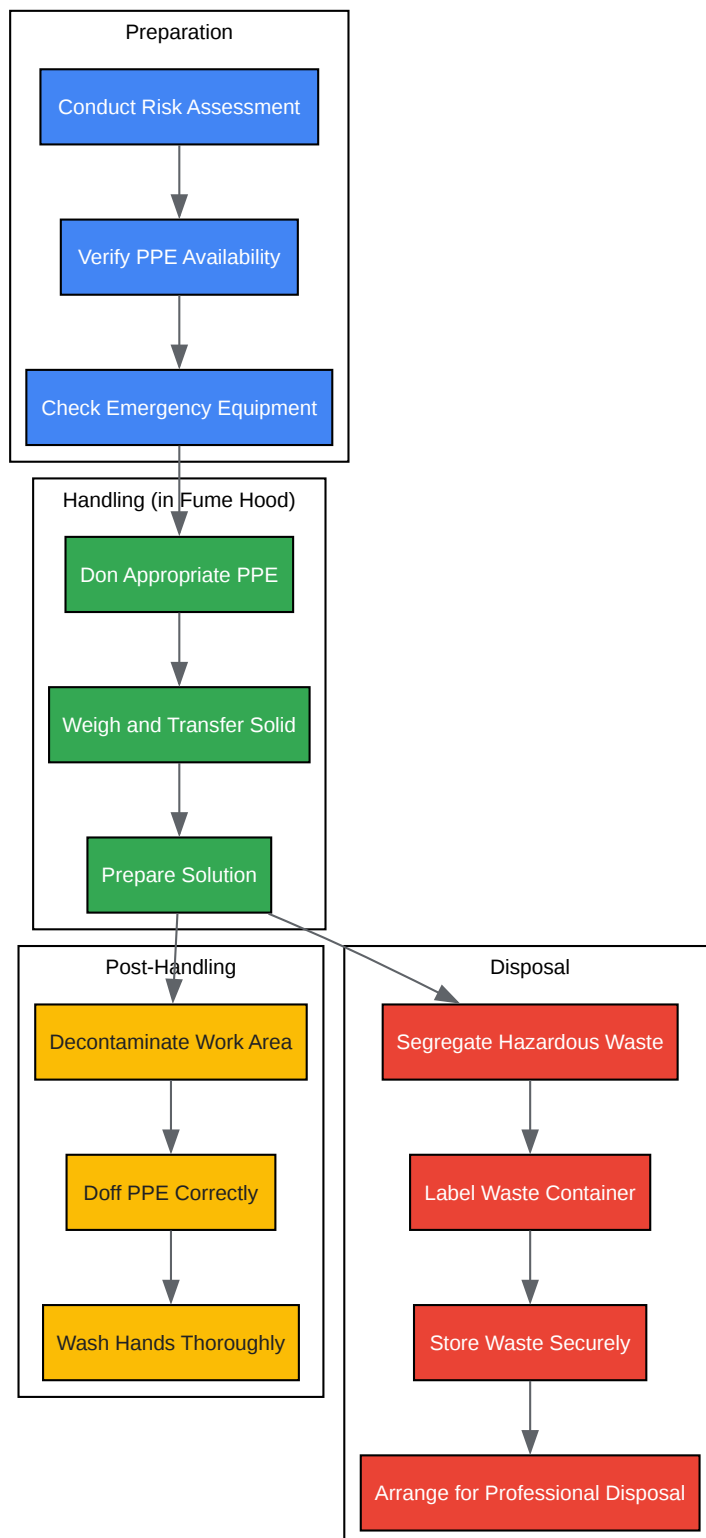 Preparation
Conduct Risk Assessment
Verify PPE Availability
Check Emergency Equipment
Handling (in Fume Hood)
Don Appropriate PPE
Weigh and Transfer Solid
Prepare Solution
Post-Handling
Decontaminate Work Area
Doff PPE Correctly
Wash Hands Thoroughly
Disposal
Segregate Hazardous Waste
Label Waste Container
Store Waste Securely
Arrange for Professional Disposal